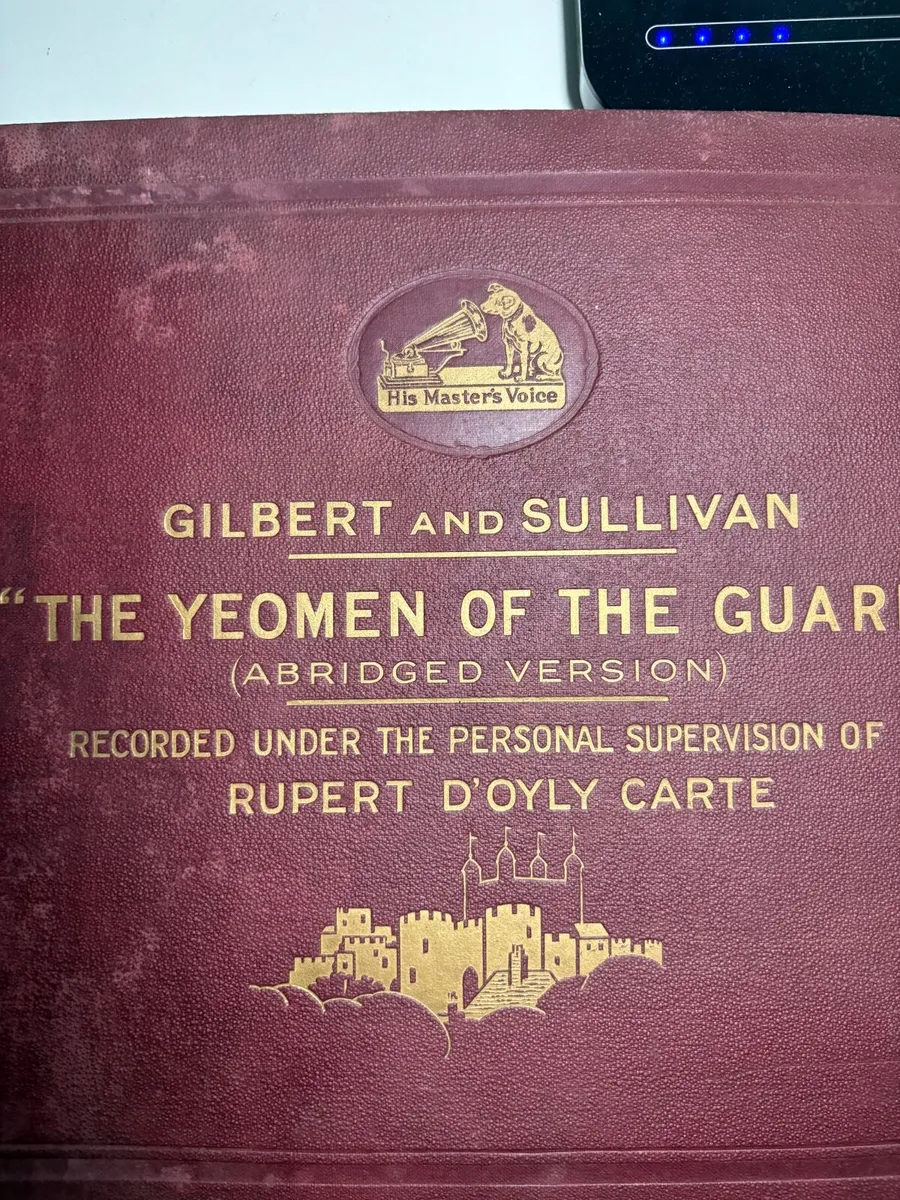 His Master's Voice
GILBERT AND SULLIVAN
"THE YEOMEN OF THE GUAR
(ABRIDGED VERSION)
RECORDED UNDER THE PERSONAL SUPERVISION OF
RUPERT D'OYLY CARTE